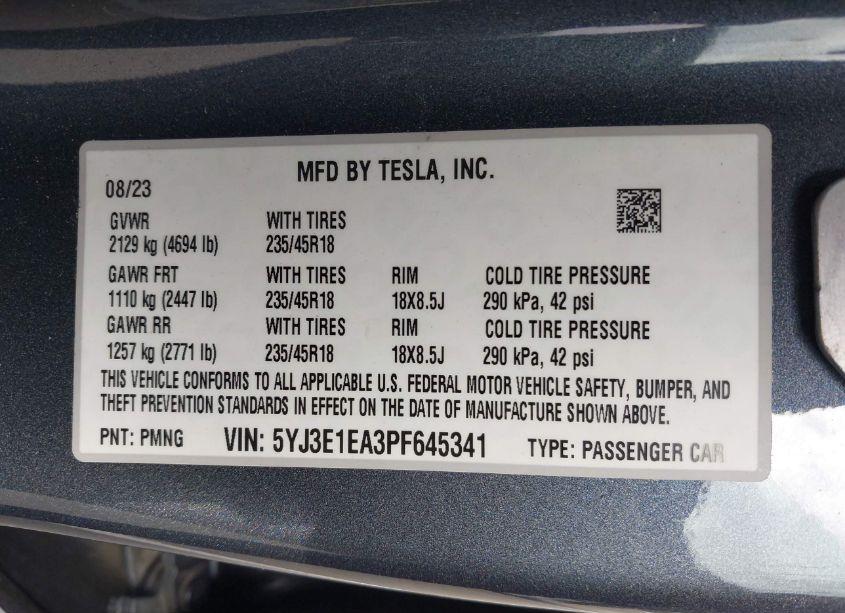 MFD BY TESLA, INC.
08/23
GVWR WITH TIRES
2129 kg (4694 lb) 235/45R18
GAWR FRT WITH TIRES RIM COLD TIRE PRESSURE
1110 kg (2447 lb) 235/45R18 18X8.5J 290 kPa, 42 psi
GAWR RR WITH TIRES RIM COLD TIRE PRESSURE
1257 kg (2771 lb) 235/45R18 18X8.5J 290 kPa, 42 psi
THIS VEHICLE CONFORMS TO ALL APPLICABLE U.S. FEDERAL MOTOR VEHICLE SAFETY, BUMPER, AND
THEFT PREVENTION STANDARDS IN EFFECT ON THE DATE OF MANUFACTURE SHOWN ABOVE.
PNT: PMNG VIN: 5YJ3E1EA3PF645341 TYPE: PASSENGER CAR